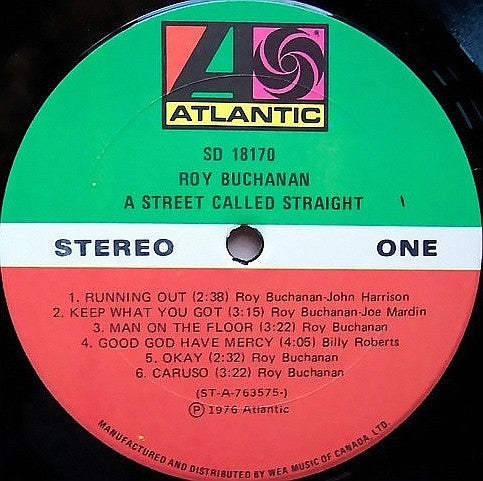 ATLANTIC
SD 18170
ROY BUCHANAN
A STREET CALLED STRAIGHT
STEREO ONE
1. RUNNING OUT (2:38) Roy Buchanan-John Harrison
2. KEEP WHAT YOU GOT (3:15) Roy Buchanan-Joe Mardin
3. MAN ON THE FLOOR (3:22) Roy Buchanan
4. GOOD GOD HAVE MERCY (4:05) Billy Roberts
5. OKAY (2:32) Roy Buchanan
6. CARUSO (3:22) Roy Buchanan
(ST-A-763575-)
Ⓟ 1976 Atlantic
MANUFACTURED AND DISTRIBUTED BY WEA MUSIC OF CANADA, LTD.